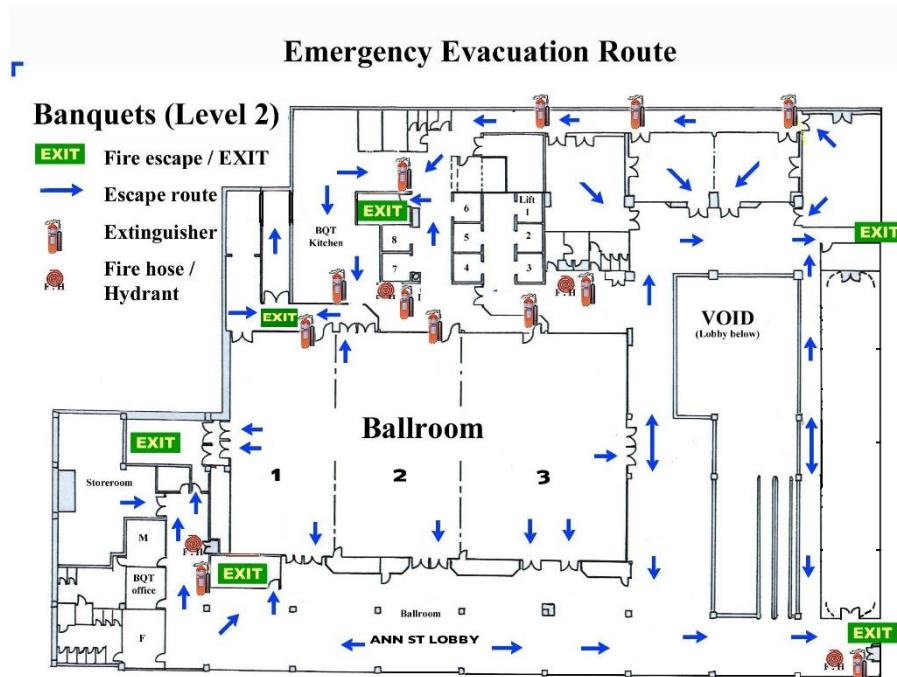 Emergency Evacuation Route
Banquets (Level 2)
EXIT Fire escape / EXIT
Escape route
Extinguisher
F . H Fire hose /
Hydrant
BQT
Kitchen
EXIT
8
7
6
5
4
Lift
1
2
3
F . H
F . H
EXIT
EXIT
VOID
(Lobby below)
Ballroom
1
2
3
EXIT
Storeroom
M
F . H
BQT
office
F
EXIT
Ballroom
ANN ST LOBBY
EXIT
F . H